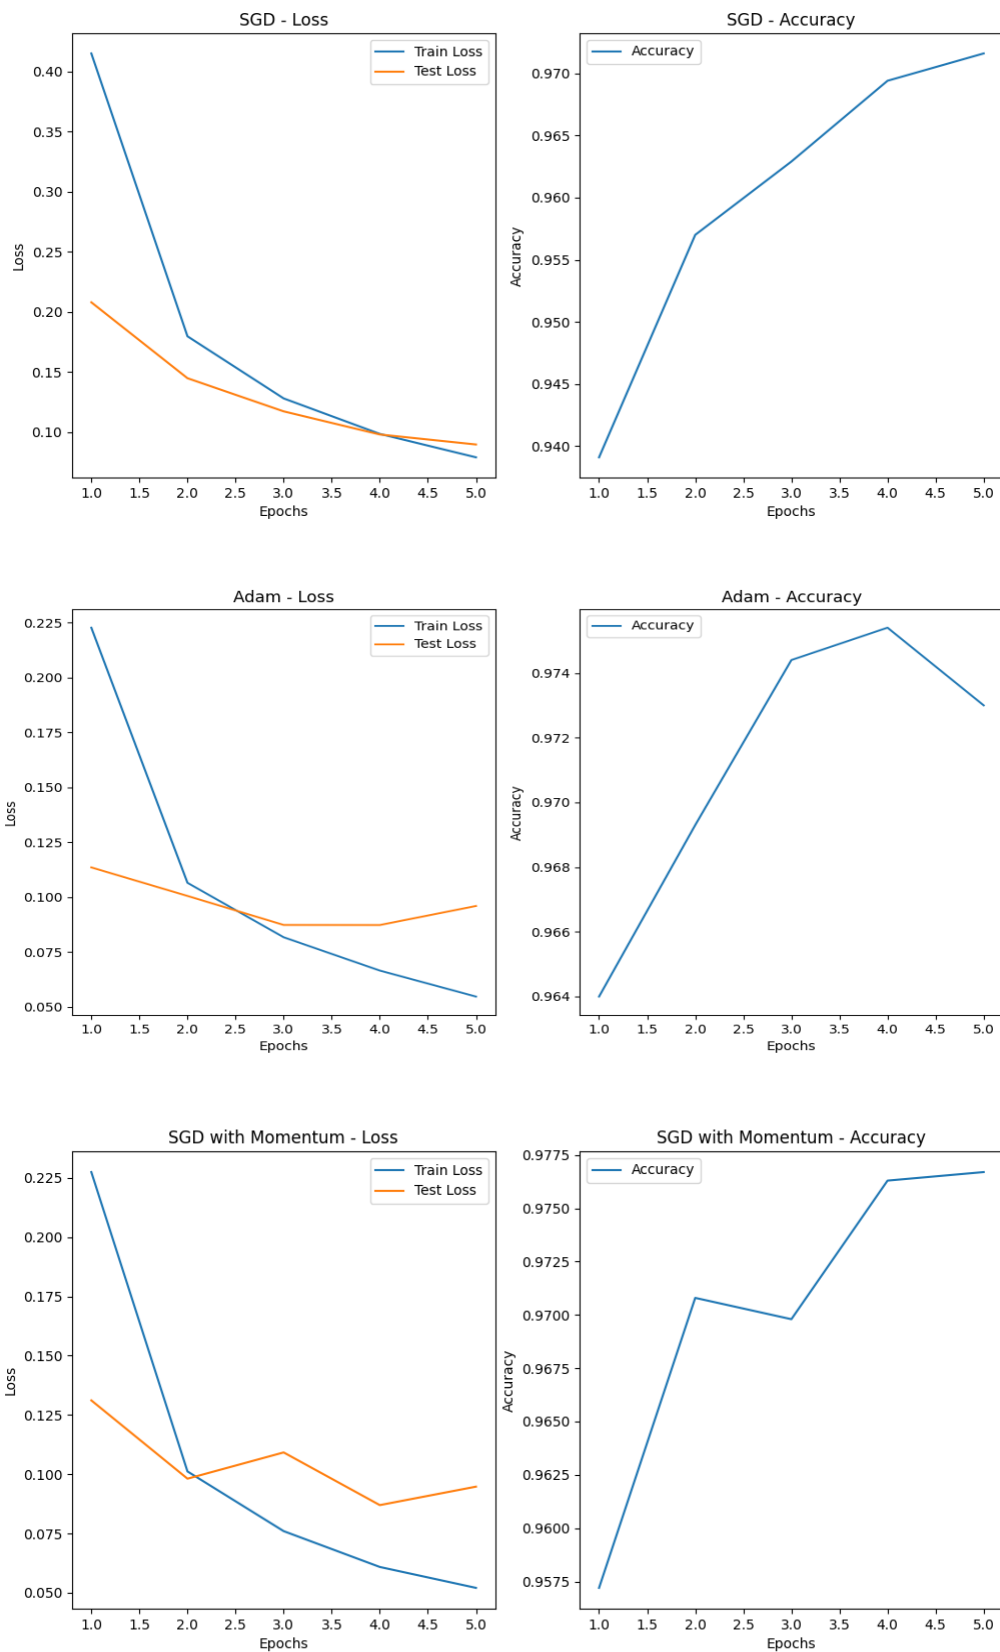 SGD - Loss
Train Loss
Test Loss
0.40
0.35
0.30
0.25
0.20
0.15
0.10
Loss
1.0 1.5 2.0 2.5 3.0 3.5 4.0 4.5 5.0
Epochs
SGD - Accuracy
Accuracy
0.970
0.965
0.960
0.955
0.950
0.945
0.940
Accuracy
1.0 1.5 2.0 2.5 3.0 3.5 4.0 4.5 5.0
Epochs
Adam - Loss
Train Loss
Test Loss
0.225
0.200
0.175
0.150
0.125
0.100
0.075
0.050
Loss
1.0 1.5 2.0 2.5 3.0 3.5 4.0 4.5 5.0
Epochs
Adam - Accuracy
Accuracy
0.974
0.972
0.970
0.968
0.966
0.964
Accuracy
1.0 1.5 2.0 2.5 3.0 3.5 4.0 4.5 5.0
Epochs
SGD with Momentum - Loss
Train Loss
Test Loss
0.225
0.200
0.175
0.150
0.125
0.100
0.075
0.050
Loss
1.0 1.5 2.0 2.5 3.0 3.5 4.0 4.5 5.0
Epochs
SGD with Momentum - Accuracy
Accuracy
0.9775
0.9750
0.9725
0.9700
0.9675
0.9650
0.9625
0.9600
0.9575
Accuracy
1.0 1.5 2.0 2.5 3.0 3.5 4.0 4.5 5.0
Epochs